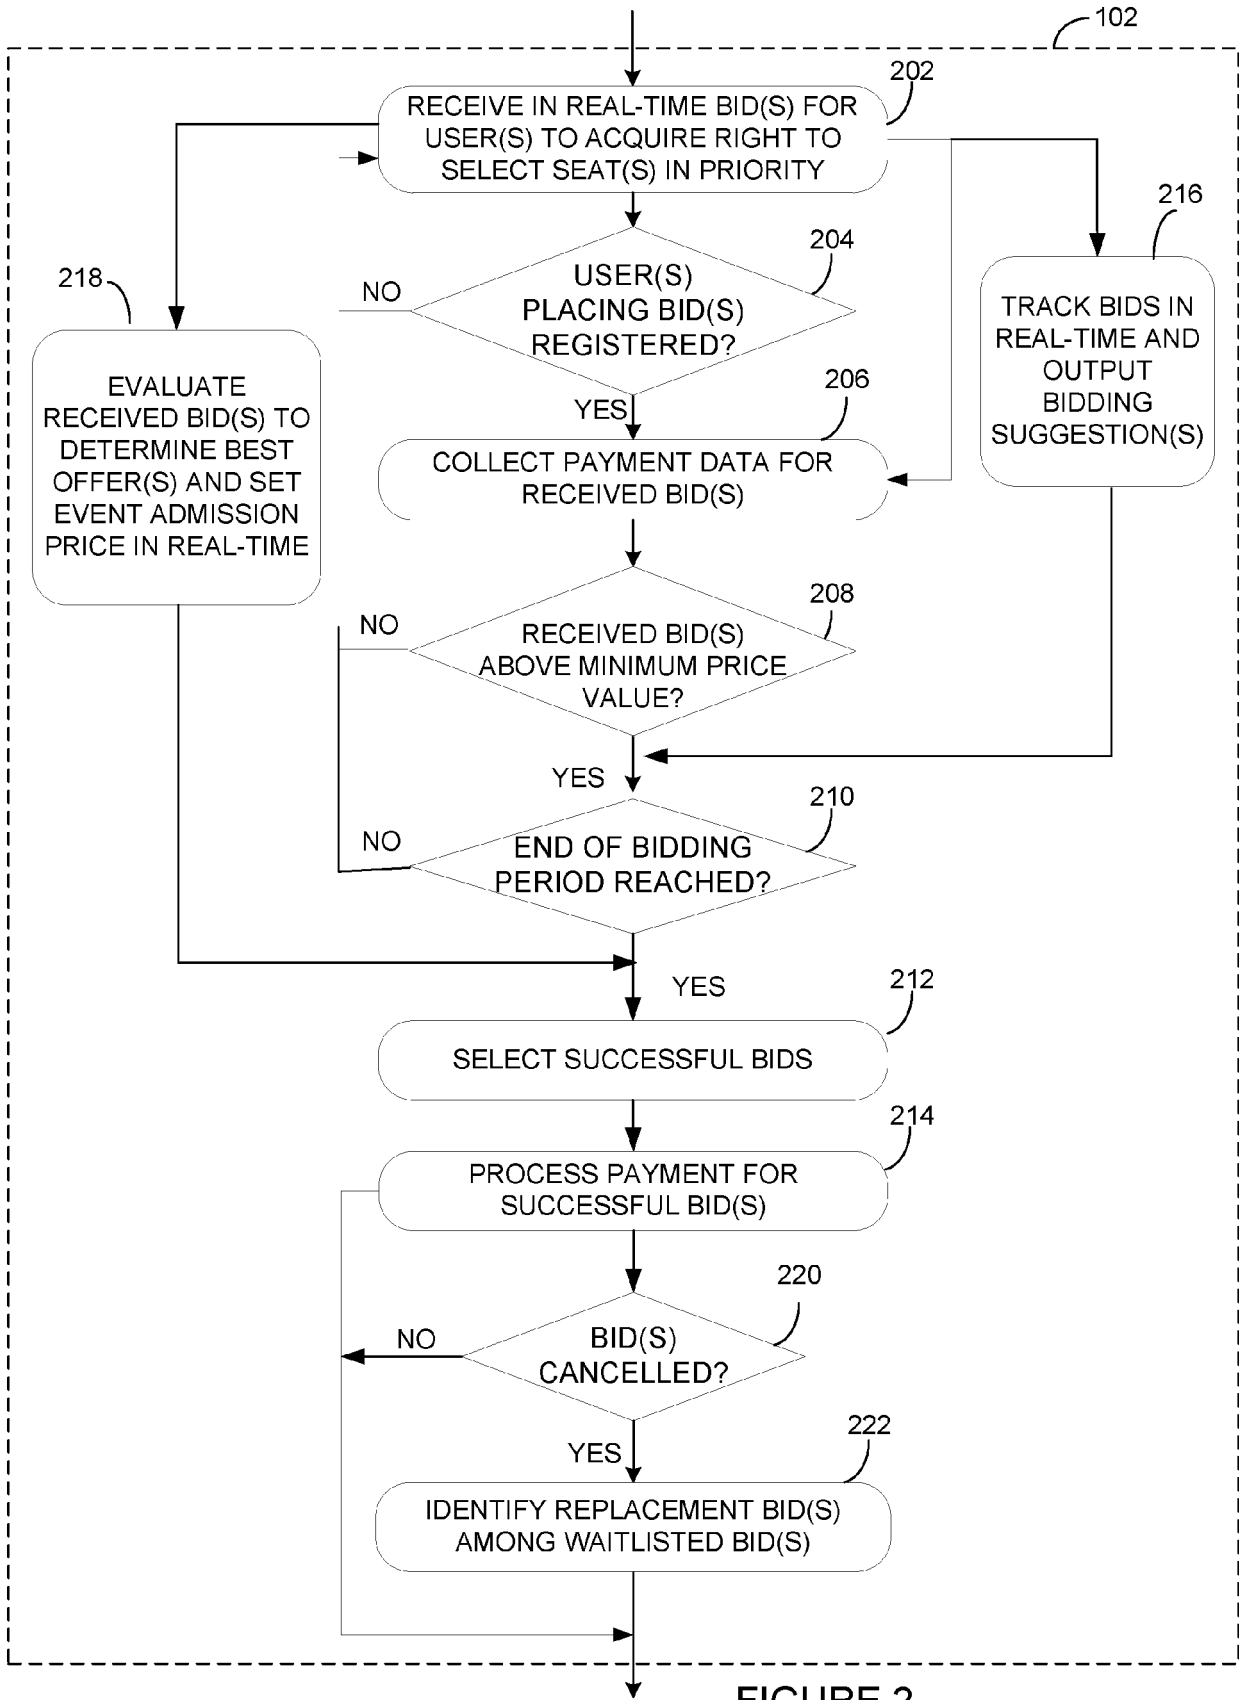 102
202
RECEIVE IN REAL-TIME BID(S) FOR
USER(S) TO ACQUIRE RIGHT TO
SELECT SEAT(S) IN PRIORITY
216
204
218
NO
USER(S)
PLACING BID(S)
REGISTERED?
TRACK BIDS IN
REAL-TIME AND
OUTPUT
BIDDING
SUGGESTION(S)
EVALUATE
RECEIVED BID(S) TO
DETERMINE BEST
OFFER(S) AND SET
EVENT ADMISSION
PRICE IN REAL-TIME
206
YES
COLLECT PAYMENT DATA FOR
RECEIVED BID(S)
208
NO
RECEIVED BID(S)
ABOVE MINIMUM PRICE
VALUE?
YES
210
NO
END OF BIDDING
PERIOD REACHED?
YES
212
SELECT SUCCESSFUL BIDS
214
PROCESS PAYMENT FOR
SUCCESSFUL BID(S)
220
NO
BID(S)
CANCELLED?
YES
222
IDENTIFY REPLACEMENT BID(S)
AMONG WAITLISTED BID(S)
FIGURE 2